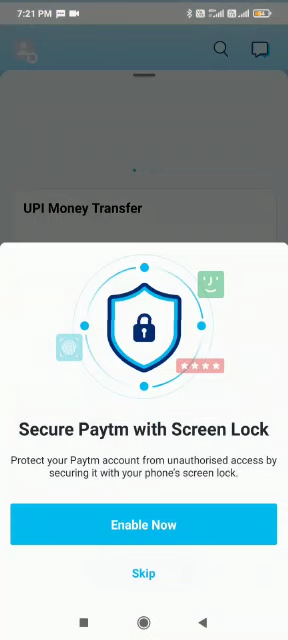 7:21 PM
UPI Money Transfer
Secure Paytm with Screen Lock
Protect your Paytm account from unauthorised access by
securing it with your phone's screen lock.
Enable Now
Skip